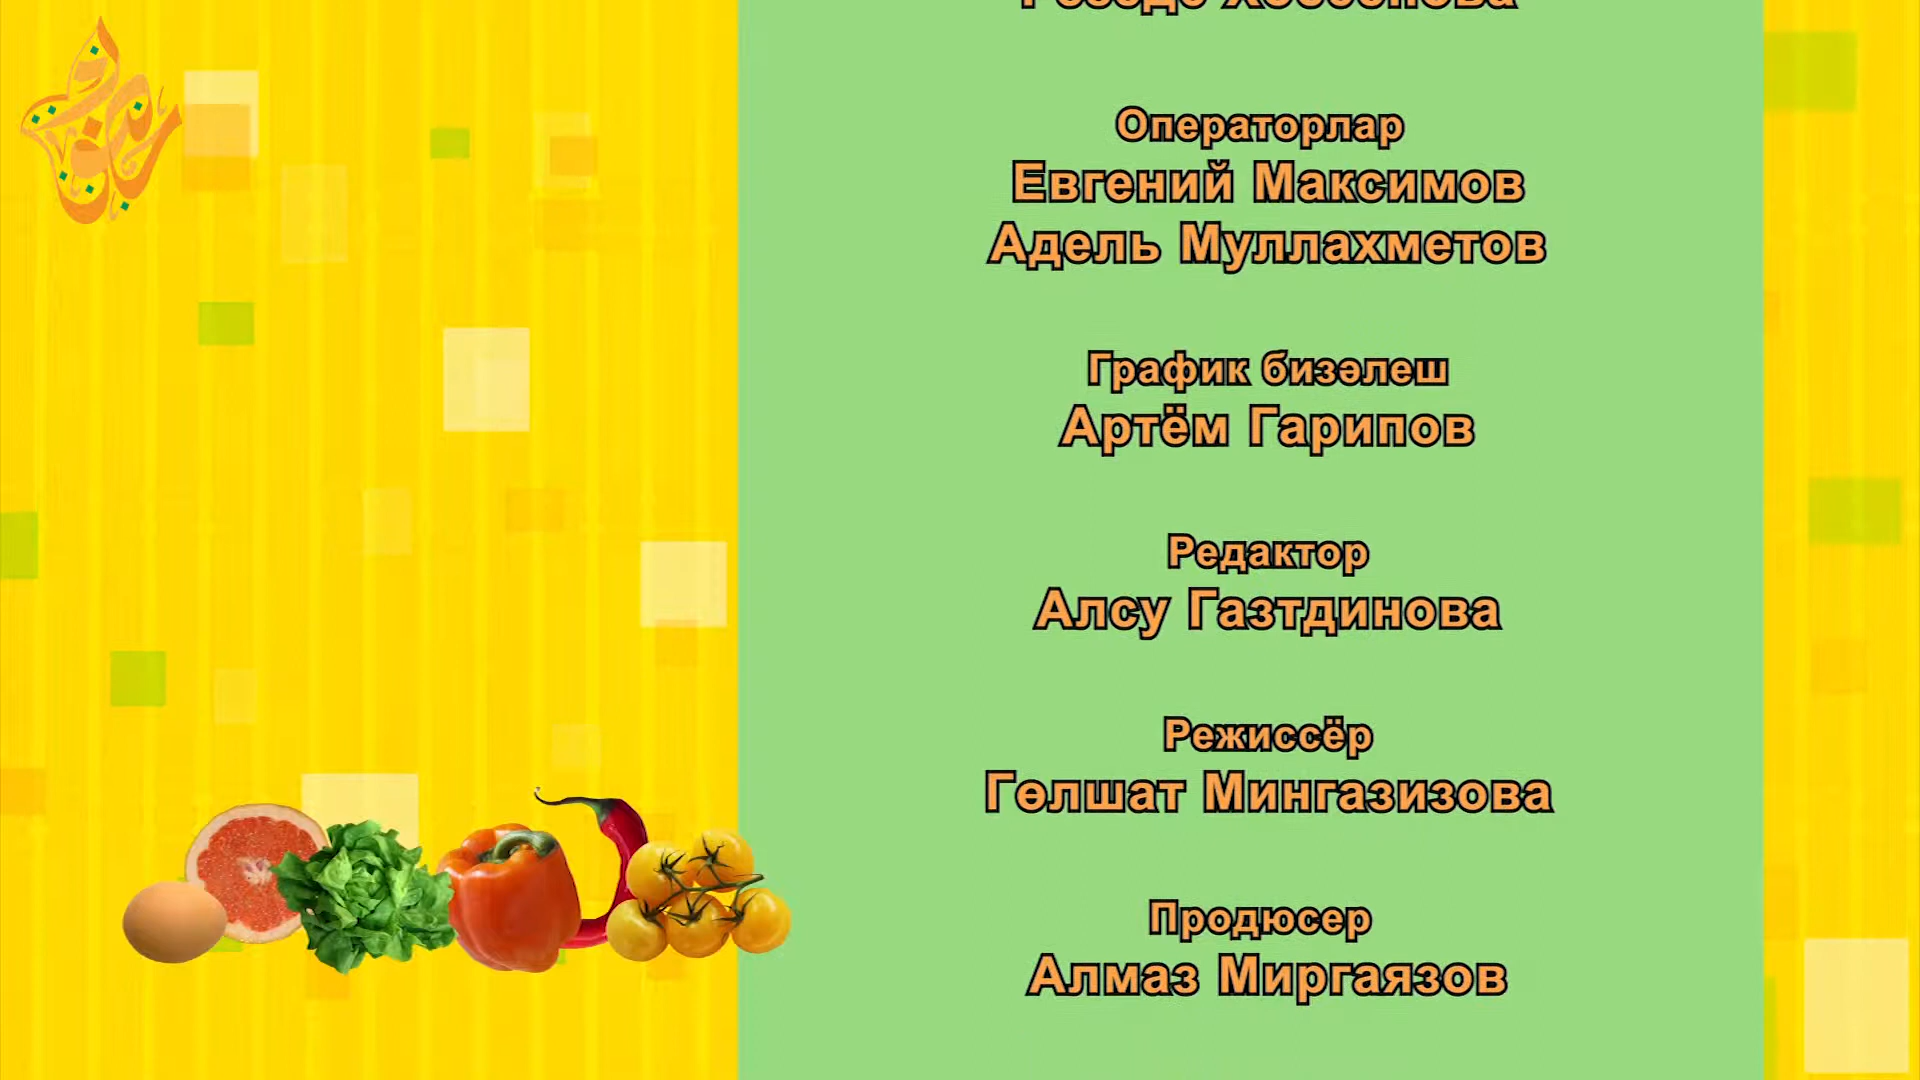 Операторлар
Евгений Максимов
Адель Муллахметов
График бизәлеш
Артём Гарипов
Редактор
Алсу Газтдинова
Режиссёр
Гөлшат Мингазизова
Продюсер
Алмаз Миргаязов